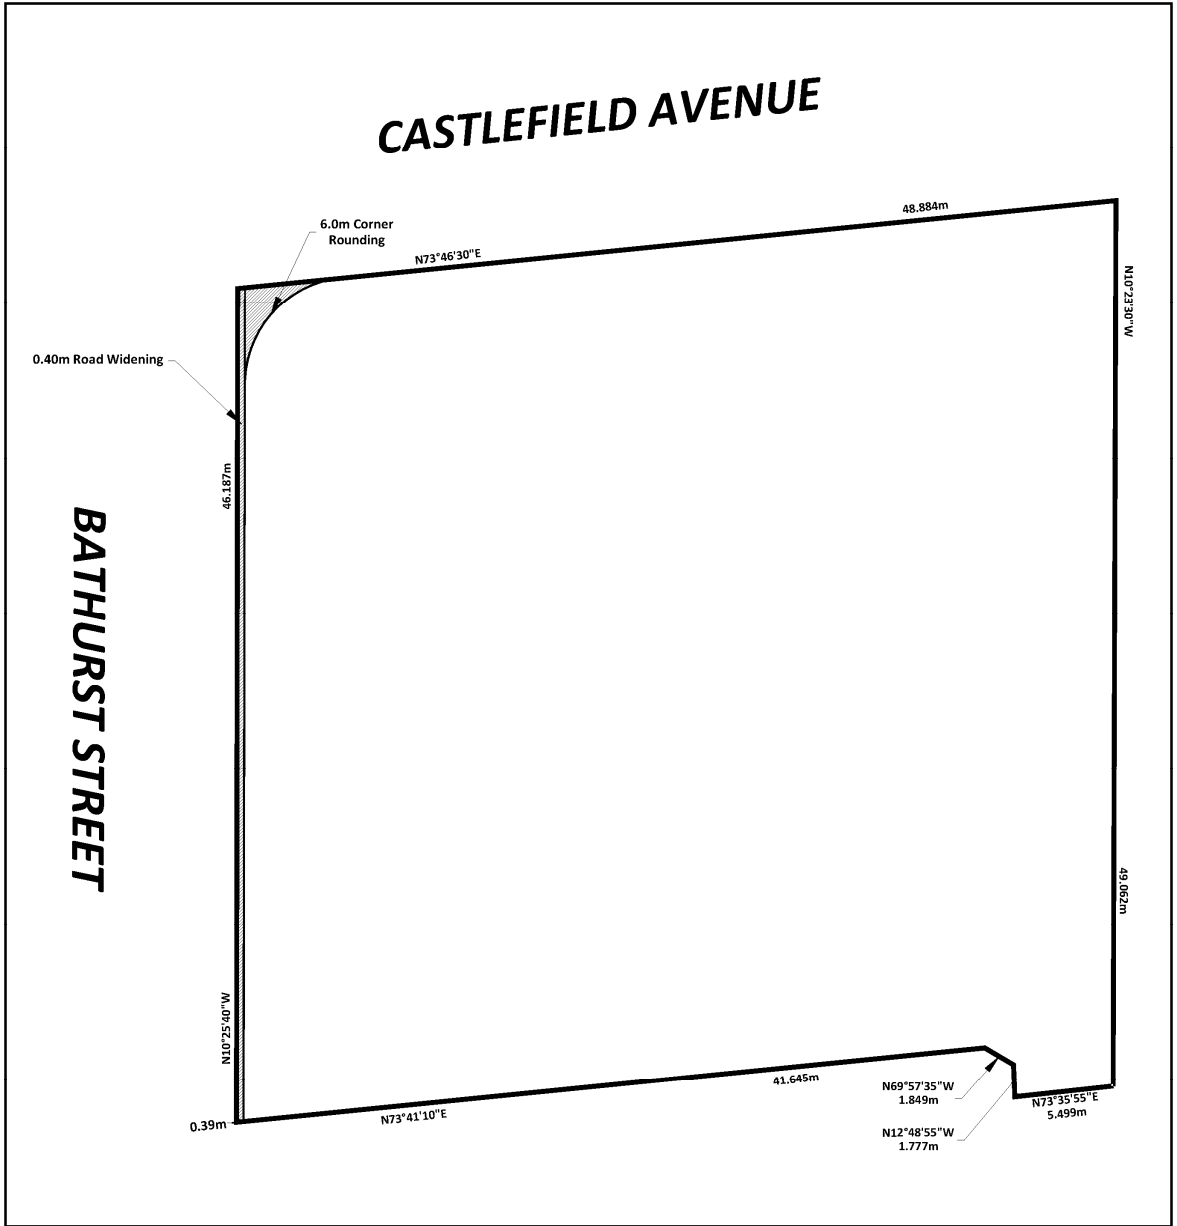 CASTLEFIELD AVENUE
48.884m
6.0m Corner
Rounding
N73°46'30"E
N10°23'30"W
0.40m Road Widening
46.187m
BATHURST STREET
49.062m
N10°25'40"W
41.645m
N69°57'35"W
1.849m
N73°35'55"E
5.499m
N73°41'10"E
0.39m
N12°48'55"W
1.777m